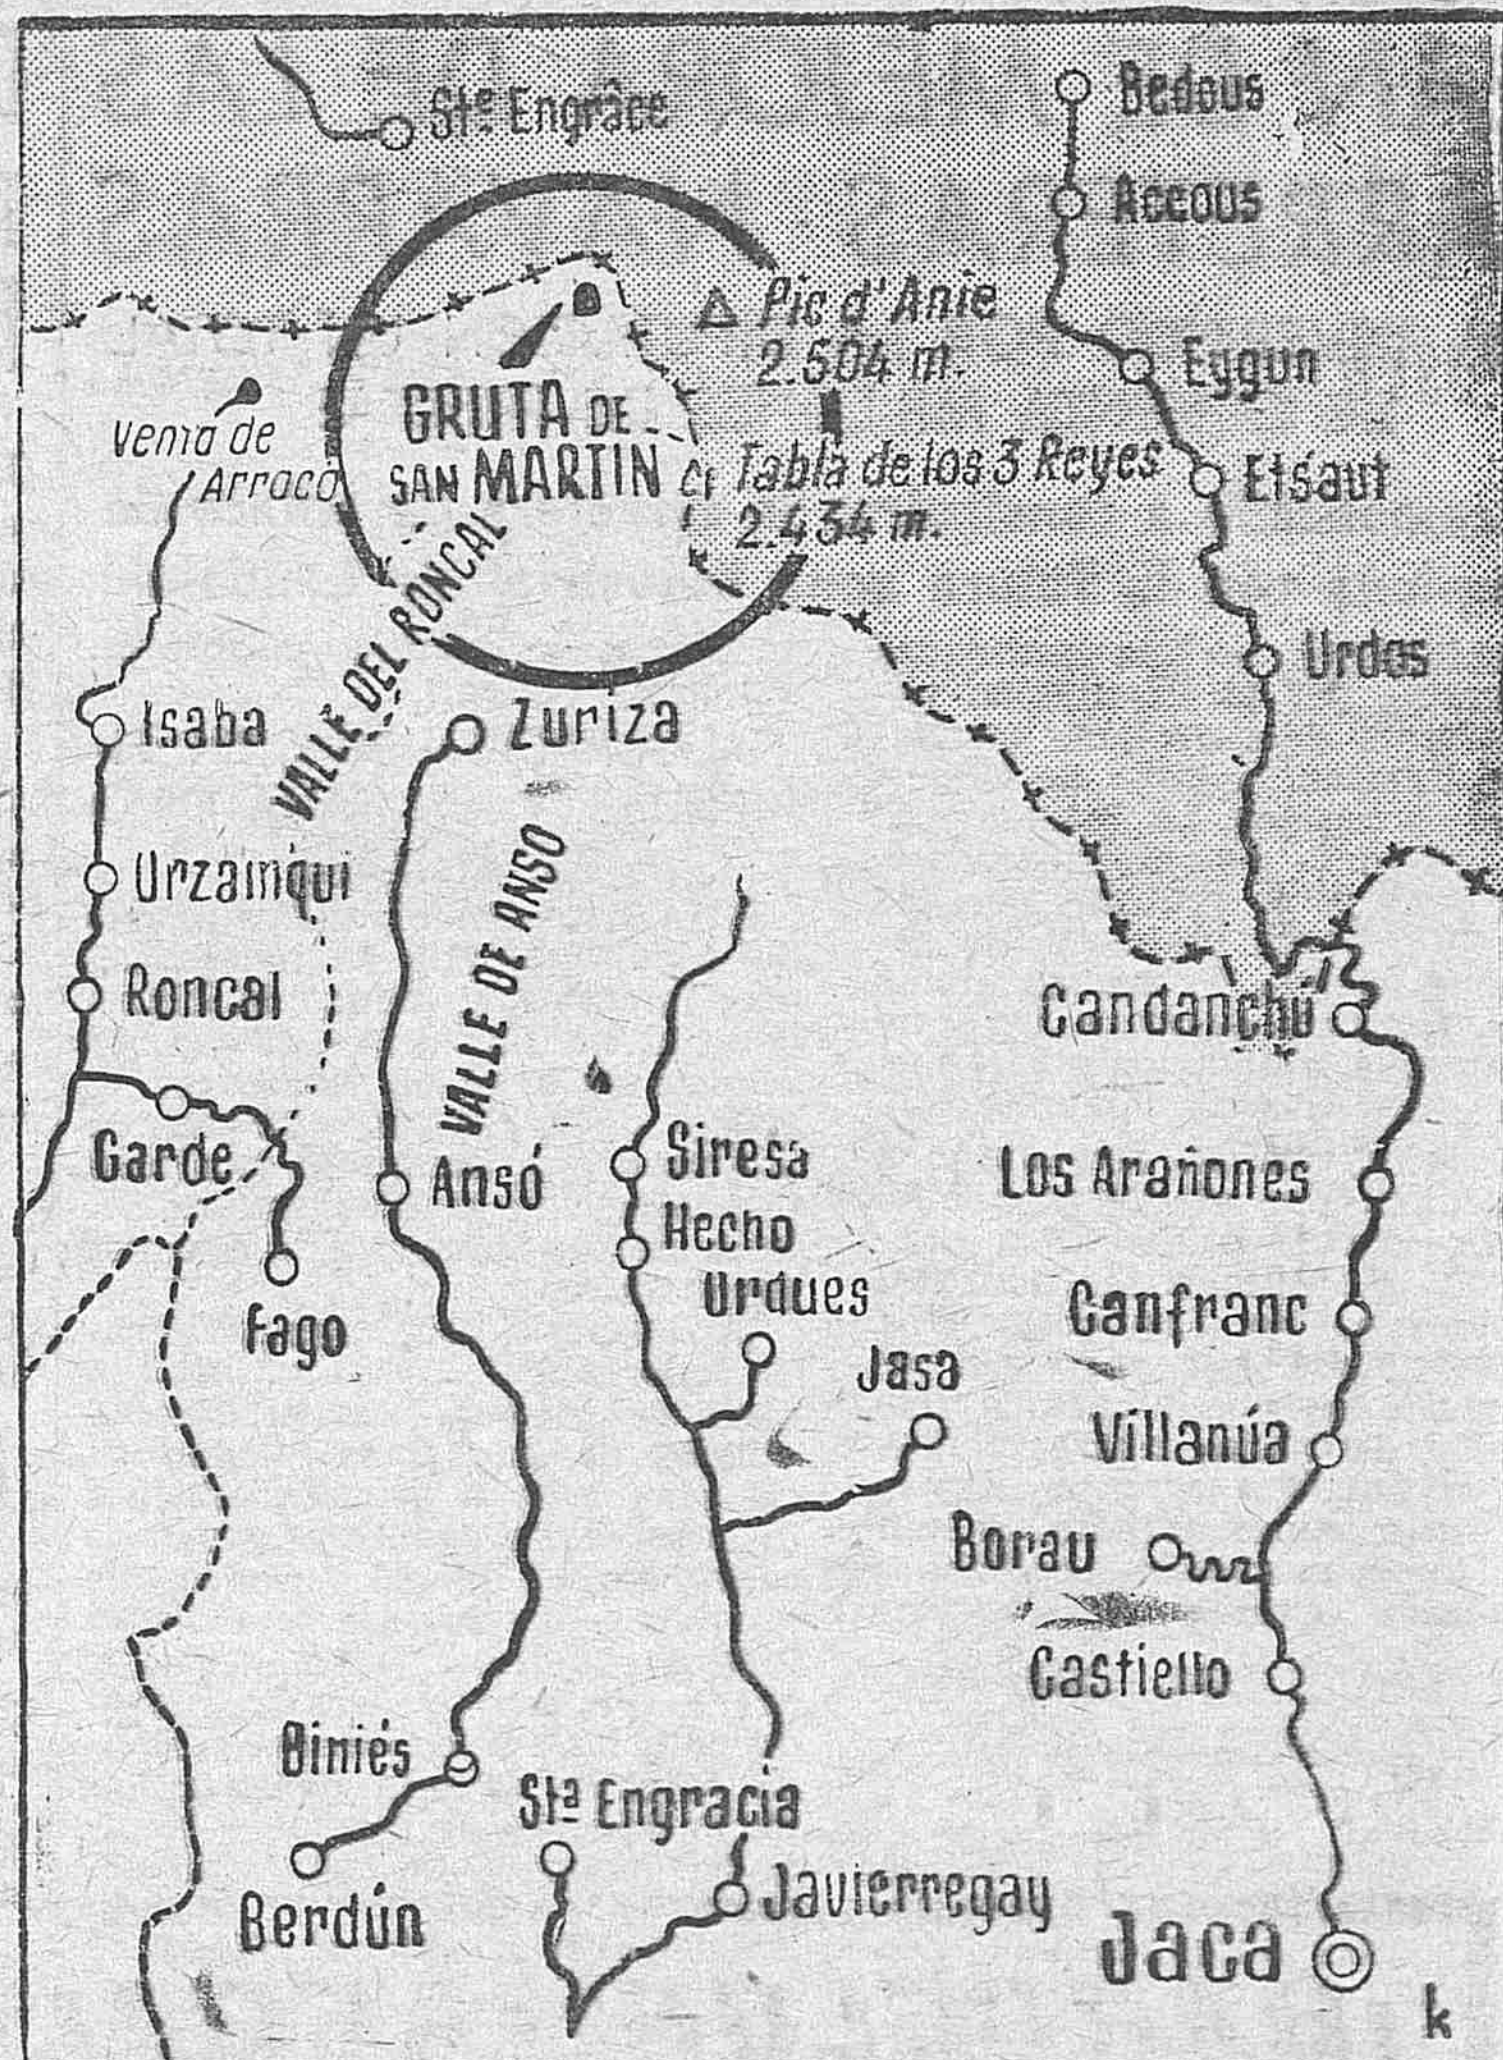 Ste Engrâce
Bedous
Accous
Pic d'Anie
2.504 m.
Eygun
Venta de
Arraco
GRUTA DE
SAN MARTIN
Tabla de los 3 Reyes
2.434 m.
Etsaut
VALLE DEL RONCAL
Urdos
Isaba
Zuriza
Urzainqui
VALLE DE ANSO
Roncal
Candanchú
Garde
Ansó
Siresa
Los Arañones
Hecho
Urdues
Fago
Canfranc
Jasa
Villanúa
Borau
Castiello
Biniés
Sta Engracia
Berdún
Javierregay
Jaca
k